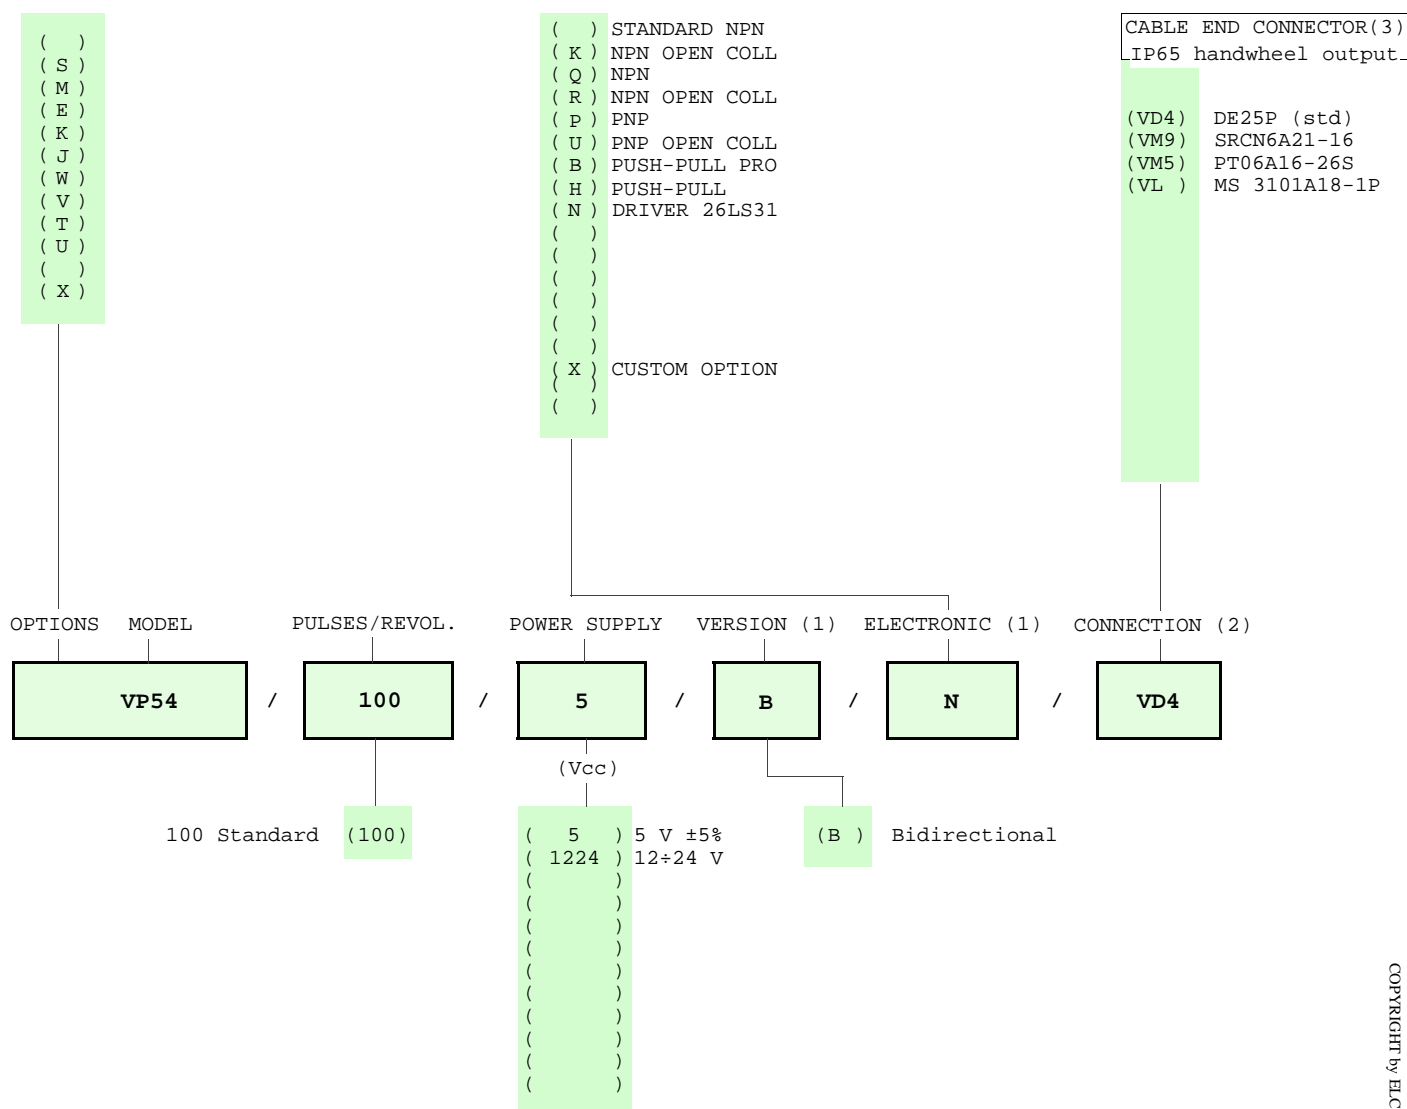 (   )
( S )
( M )
( E )
( K )
( J )
( W )
( V )
( T )
( U )
(   )
( X )
(   ) STANDARD NPN
( K ) NPN OPEN COLL
( Q ) NPN
( R ) NPN OPEN COLL
( P ) PNP
( U ) PNP OPEN COLL
( B ) PUSH-PULL PRO
( H ) PUSH-PULL
( N ) DRIVER 26LS31
(   )
(   )
(   )
(   )
(   )
(   )
( X ) CUSTOM OPTION
(   )
(   )
CABLE END CONNECTOR(3)
IP65 handwheel output
(VD4) DE25P (std)
(VM9) SRCN6A21-16
(VM5) PT06A16-26S
(VL ) MS 3101A18-1P
OPTIONS MODEL PULSES/REVOL. POWER SUPPLY VERSION (1) ELECTRONIC (1) CONNECTION (2)
VP54 / 100 / 5 / B / N / VD4
(Vcc)
100 Standard (100)
( 5 ) 5 V ±5%
( 1224 ) 12÷24 V
(   )
(   )
(   )
(   )
(   )
(   )
(   )
(   )
(   )
(   )
(B ) Bidirectional
COPYRIGHT by ELC